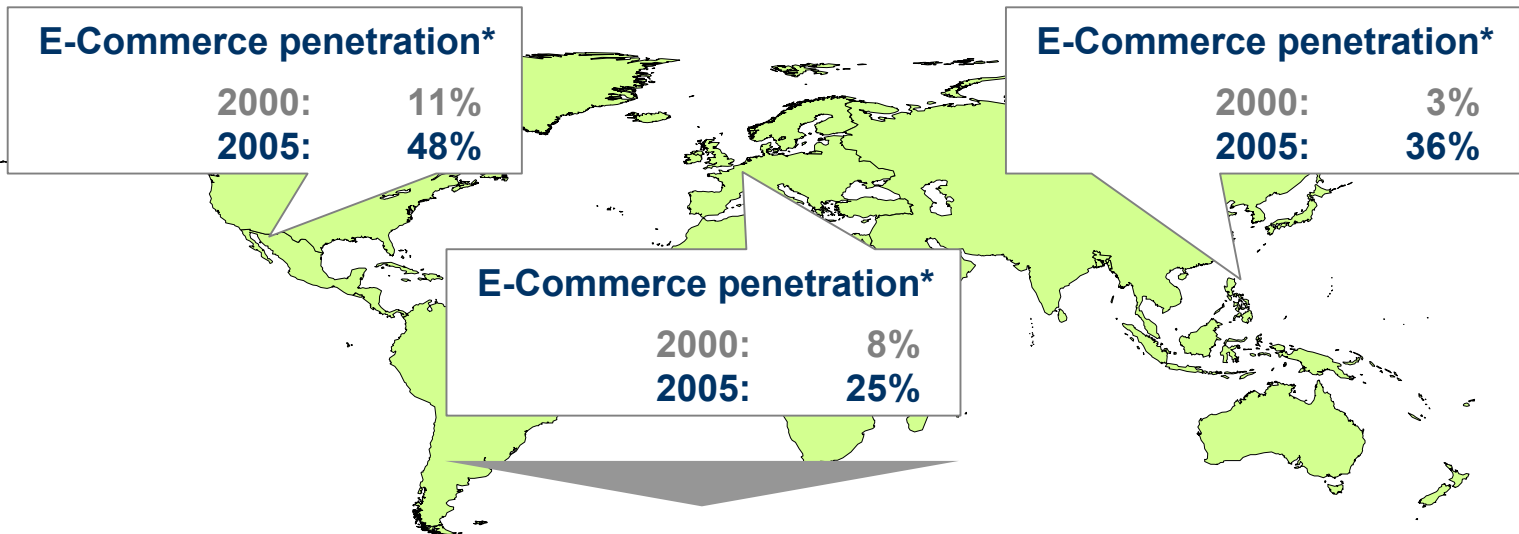 E-Commerce penetration*
2000: 11%
2005: 48%
E-Commerce penetration*
2000: 3%
2005: 36%
E-Commerce penetration*
2000: 8%
2005: 25%